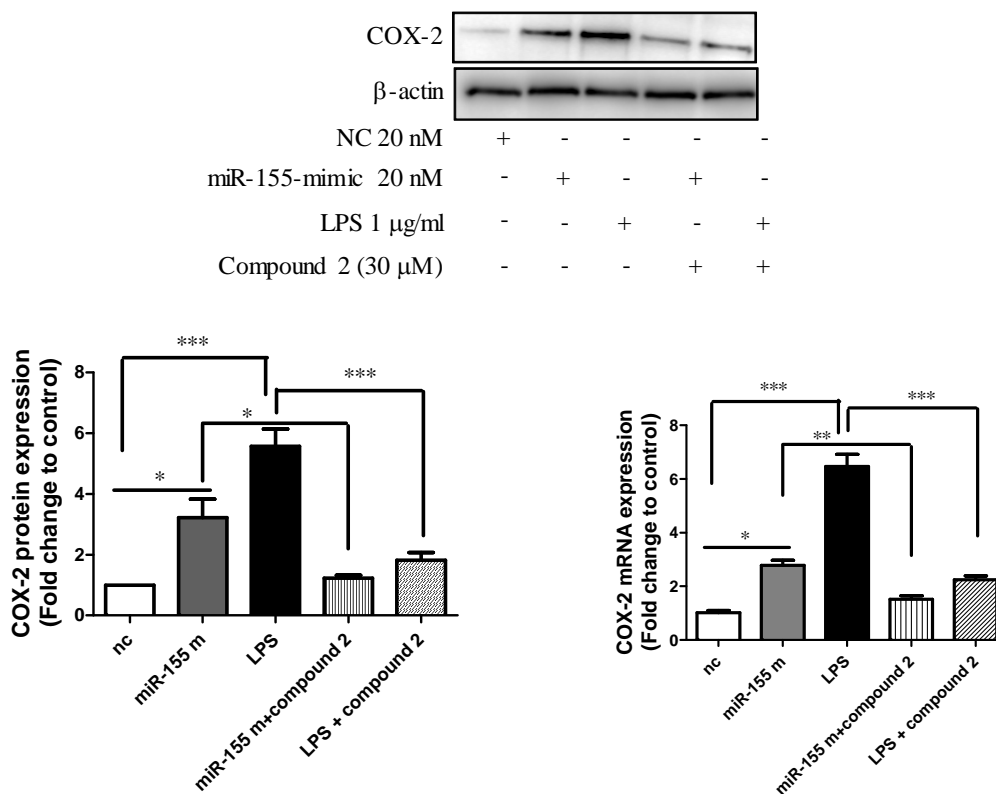 COX-2
β-actin
NC 20 nM + - - - -
miR-155-mimic 20 nM - + - + -
LPS 1 μg/ml - - + - +
Compound 2 (30 μM) - - - + +
COX-2 protein expression
(Fold change to control)
8
6
4
2
0
***
***
*
*
nc
miR-155 m
LPS
miR-155 m+compound 2
LPS + compound 2
COX-2 mRNA expression
(Fold change to control)
8
6
4
2
0
***
***
**
*
nc
miR-155 m
LPS
miR-155 m+compound 2
LPS + compound 2